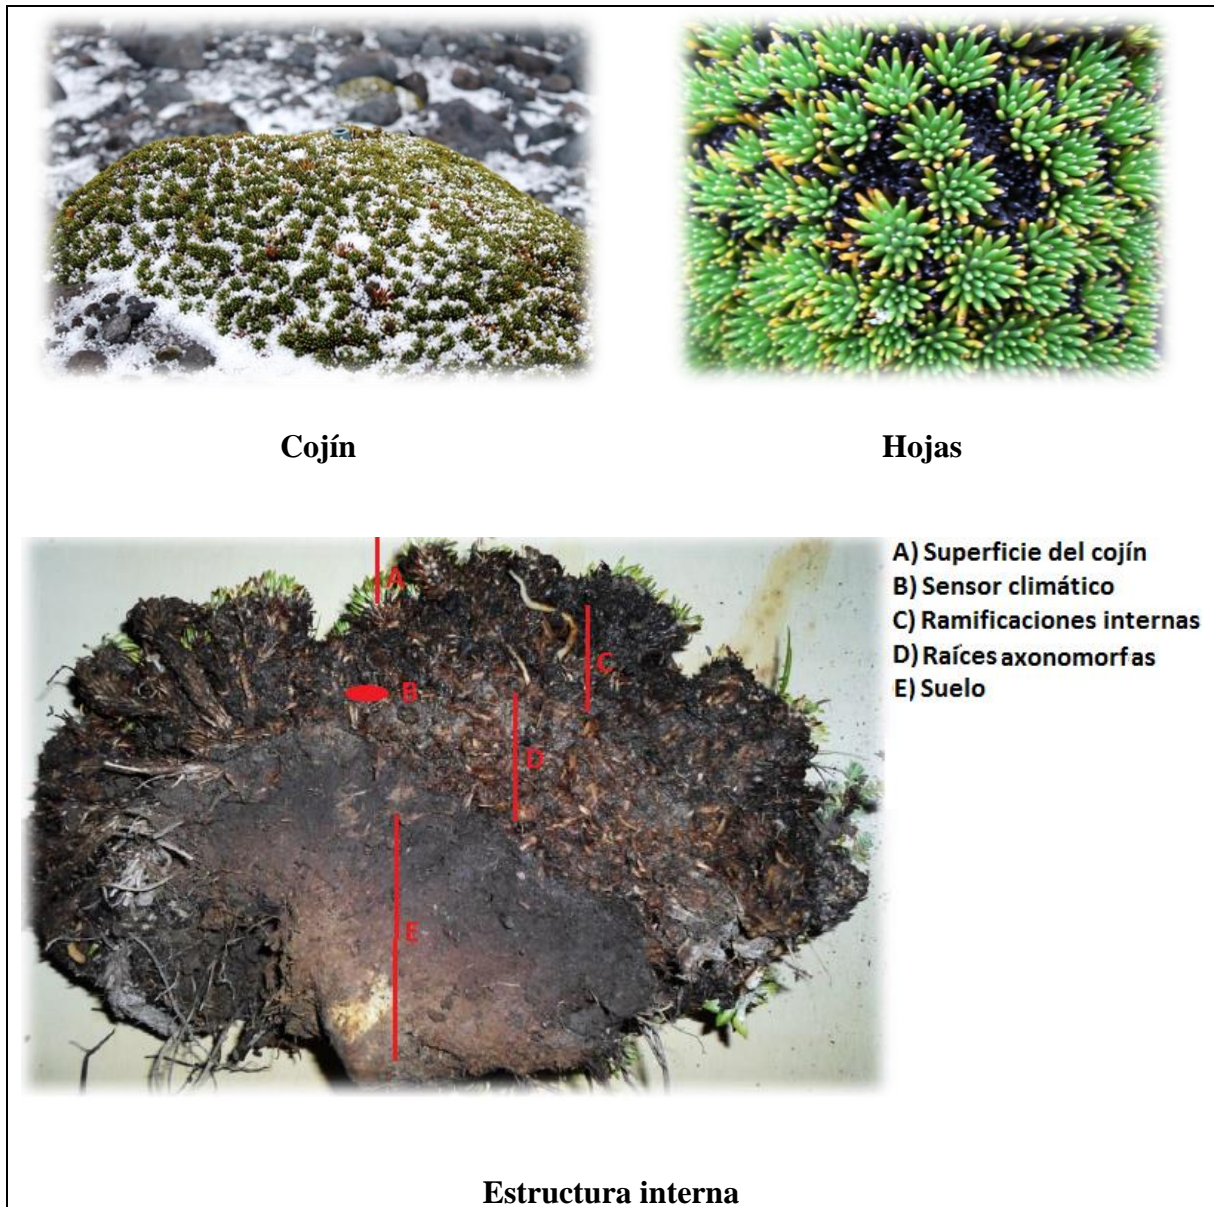 Cojín
Hojas
A) Superficie del cojín
B) Sensor climático
C) Ramificaciones internas
D) Raíces axonomorfas
E) Suelo
A
B
C
D
E
Estructura interna